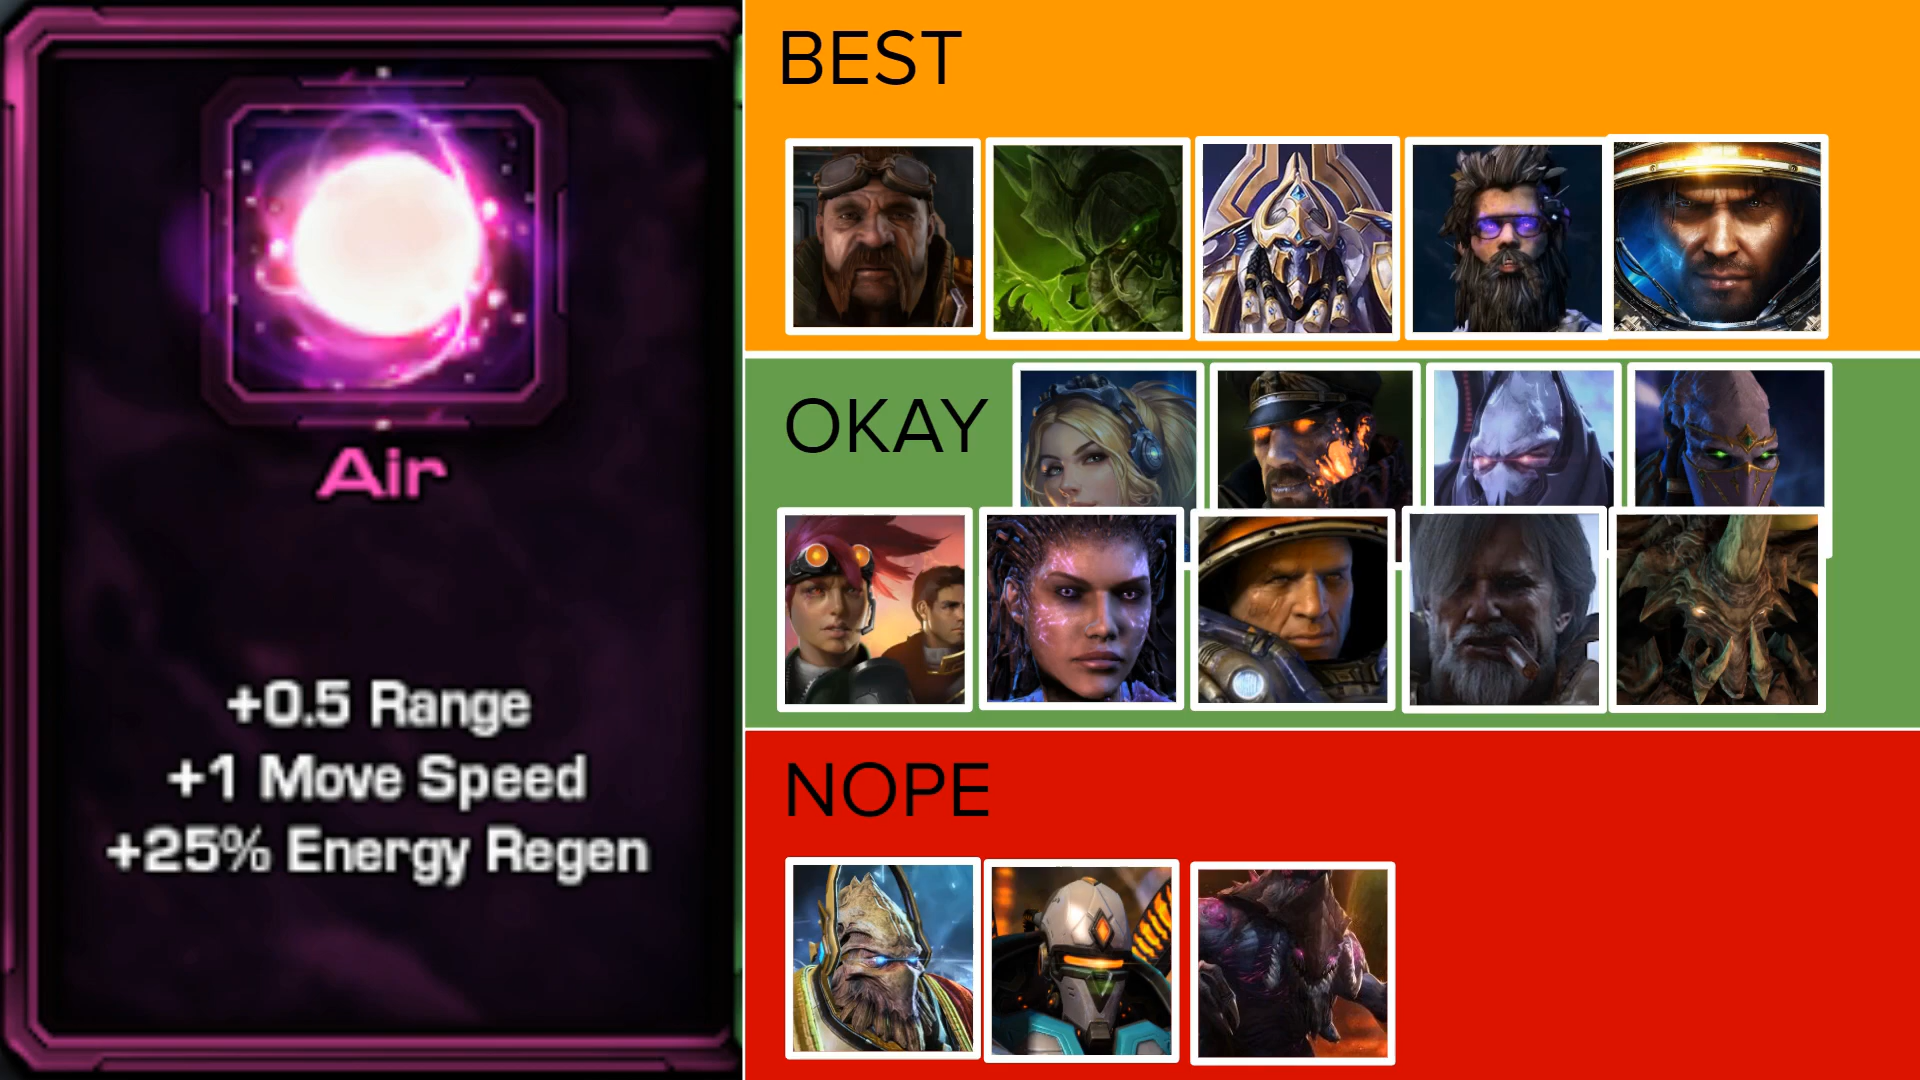 Air
+0.5 Range
+1 Move Speed
+25% Energy Regen
BEST
OKAY
NOPE